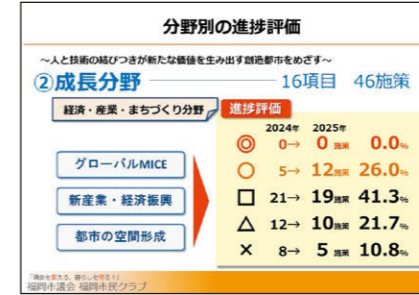 分野別の進捗評価
～人と技術の結びつきが新たな価値を生み出す創造都市をめざす～
②成長分野 16項目 46施策
経済・産業・まちづくり分野
進捗評価
2024年 2025年
◎ 0→ 0施策 0.0%
○ 5→ 12施策 26.0%
□ 21→ 19施策 41.3%
△ 12→ 10施策 21.7%
× 8→ 5施策 10.8%
グローバルMICE
新産業・経済振興
都市の空間形成
「現在を変える、暮らしを守る！」
福岡市議会 福岡市民クラブ